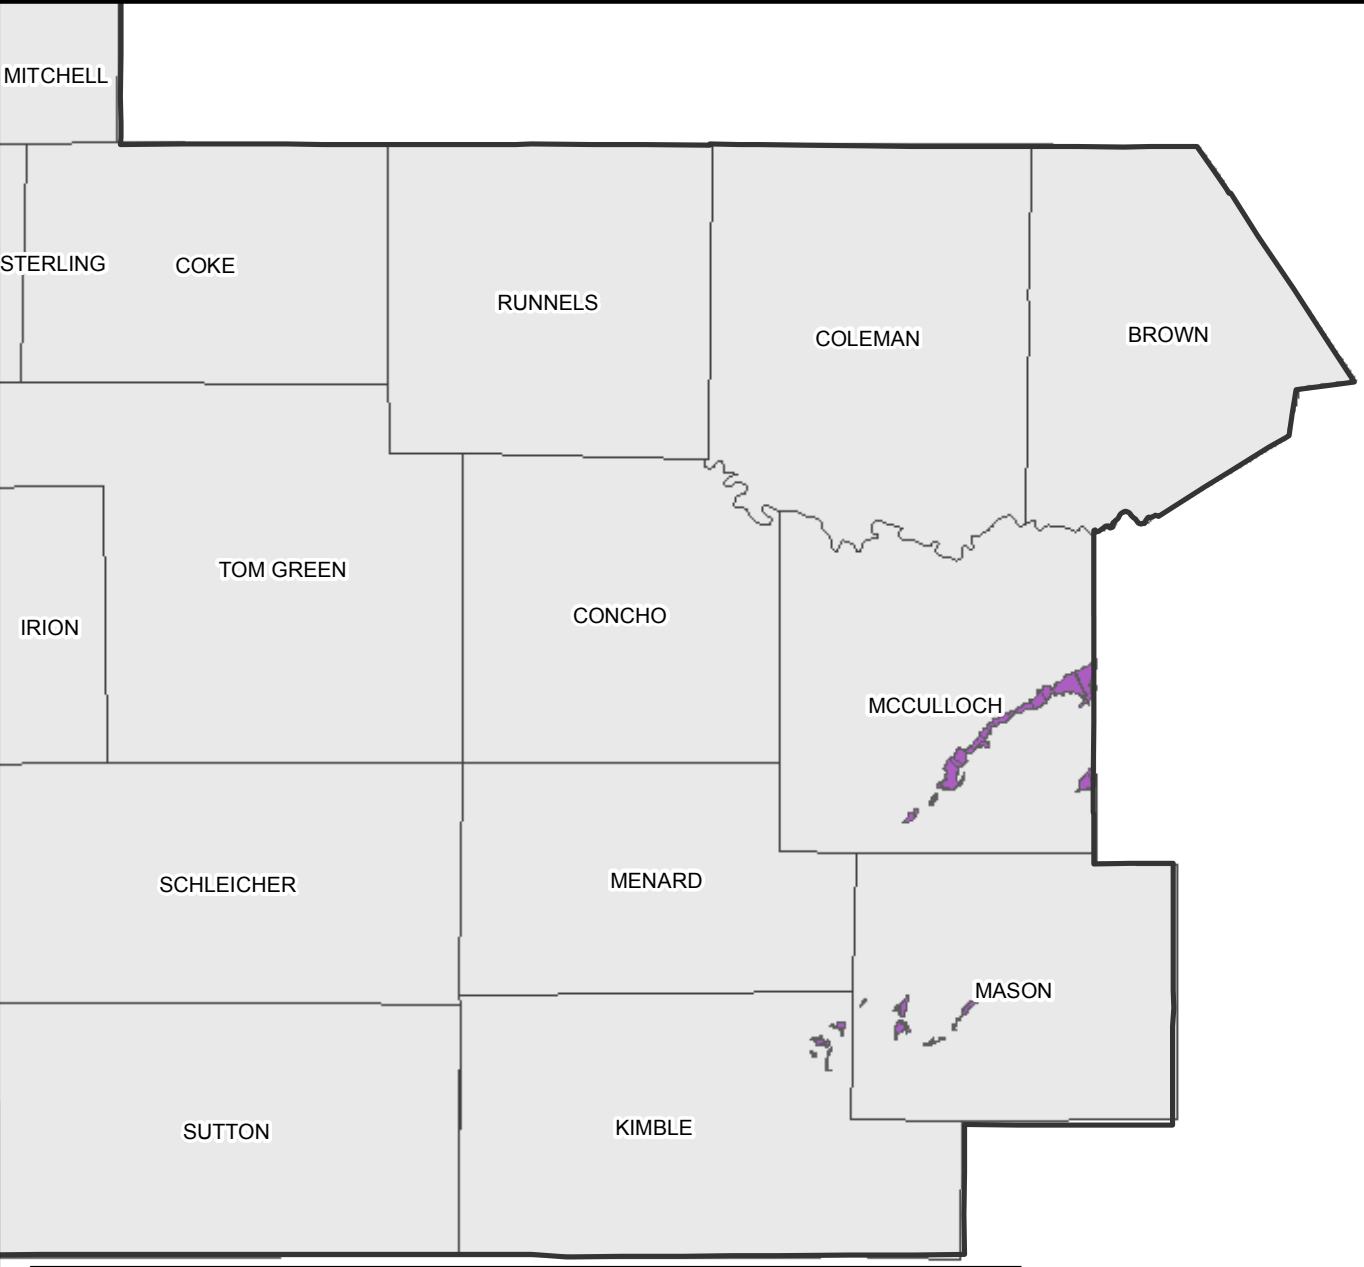 MITCHELL
STERLING
COKE
RUNNELS
COLEMAN
BROWN
TOM GREEN
IRION
CONCHO
MCCULLOCH
SCHLEICHER
MENARD
MASON
SUTTON
KIMBLE